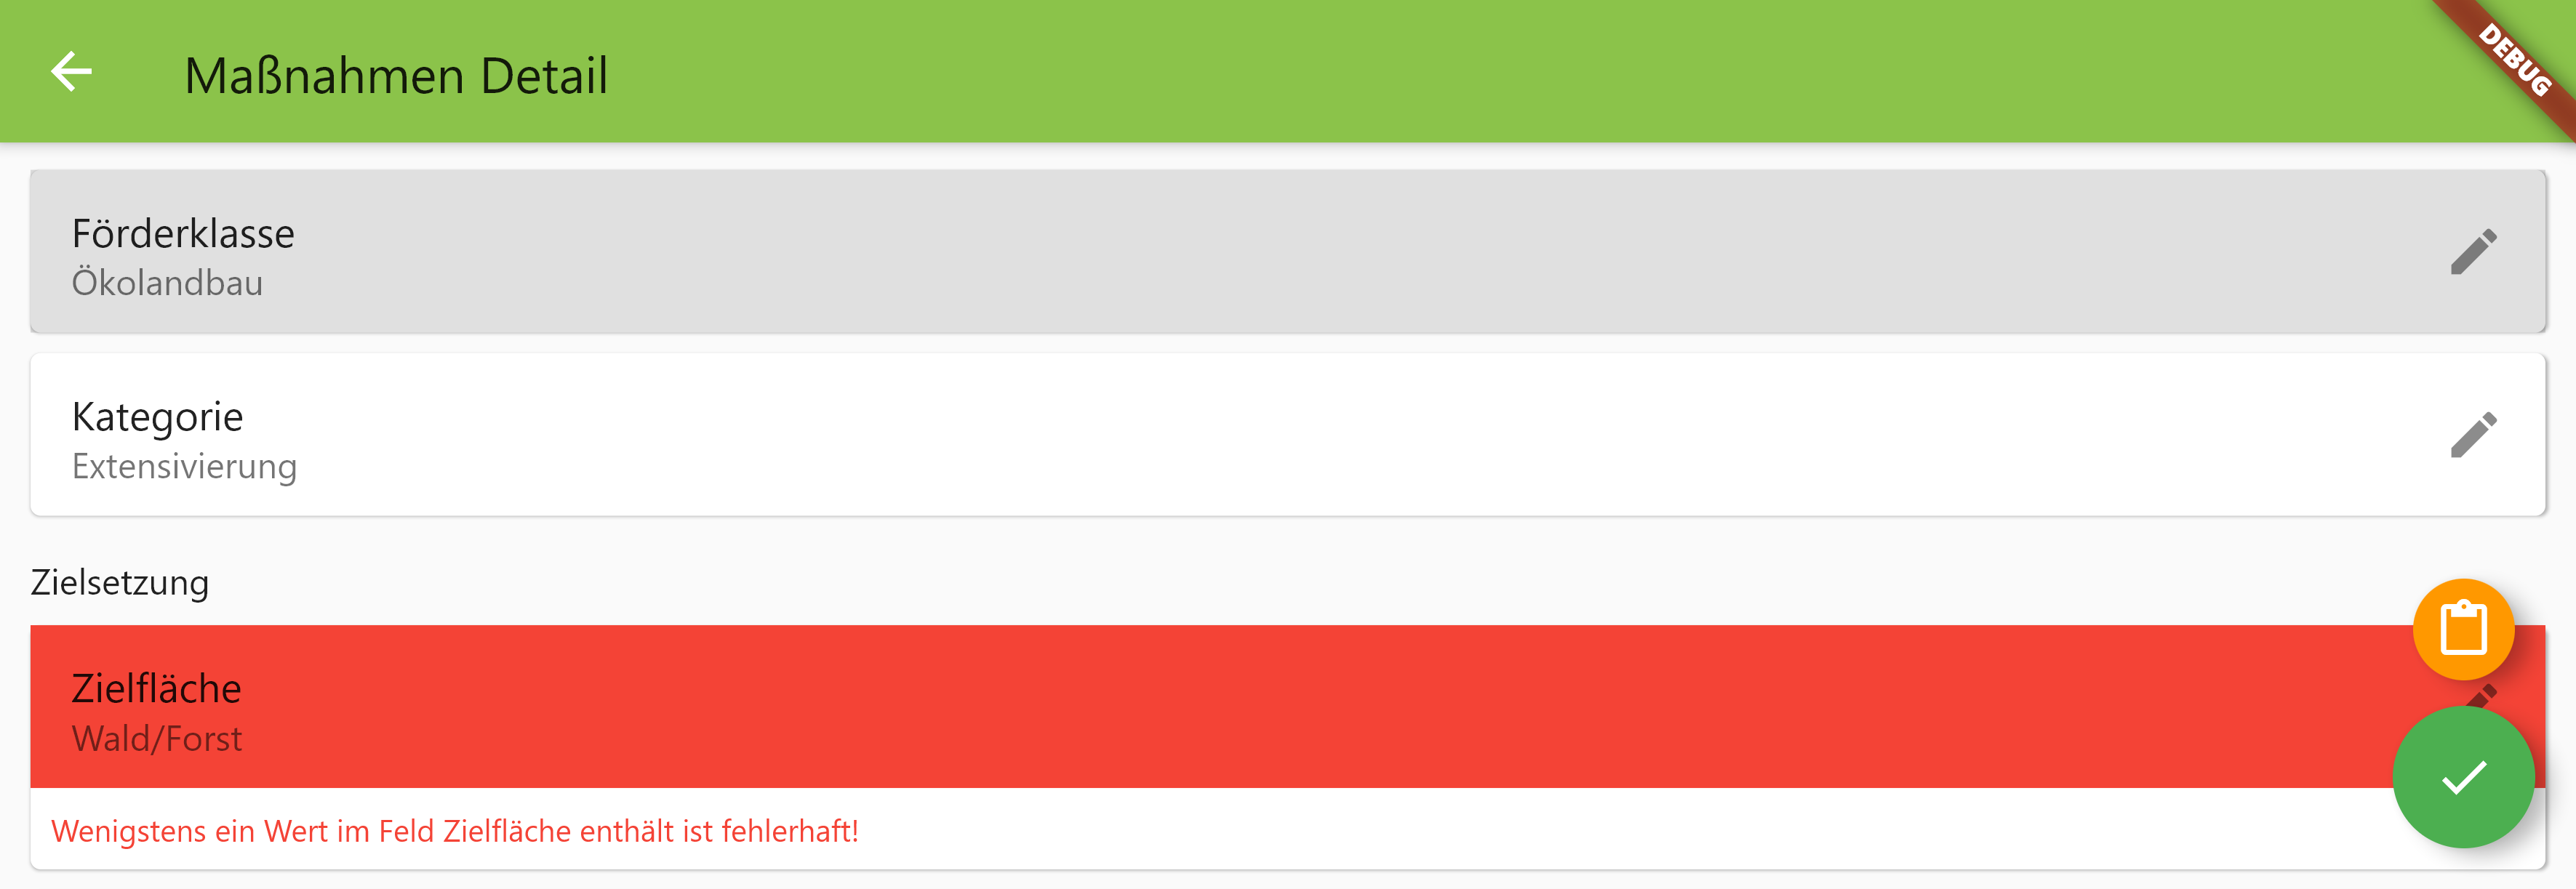 Maßnahmen Detail
DEBUG
Förderklasse
Ökolandbau
Kategorie
Extensivierung
Zielsetzung
Zielfläche
Wald/Forst
Wenigstens ein Wert im Feld Zielfläche enthält ist fehlerhaft!